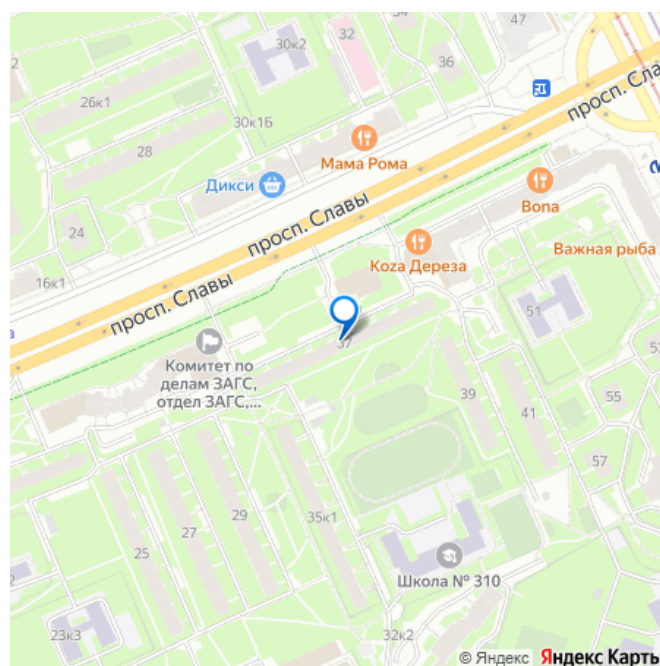 47
32
34
30к2
36
просп. Славы
26к1
30к1Б
28
Мама Рома
Дикси
Bona
24
просп. Славы
Koza Дереза
Важная рыба
16к1
просп. Славы
51
37
Комитет по
делам ЗАГС,
отдел ЗАГС,...
39
41
55
57
29
35к1
27
25
Школа № 310
23к3
32к2
© Яндекс Яндекс Карты